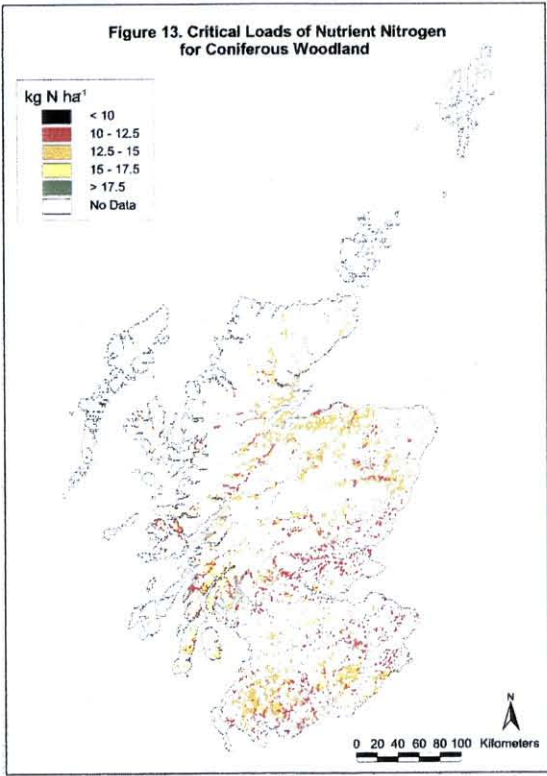 Figure 13. Critical Loads of Nutrient Nitrogen
for Coniferous Woodland
kg N ha⁻¹
< 10
10 - 12.5
12.5 - 15
15 - 17.5
> 17.5
No Data
N
0 20 40 60 80 100 Kilometers